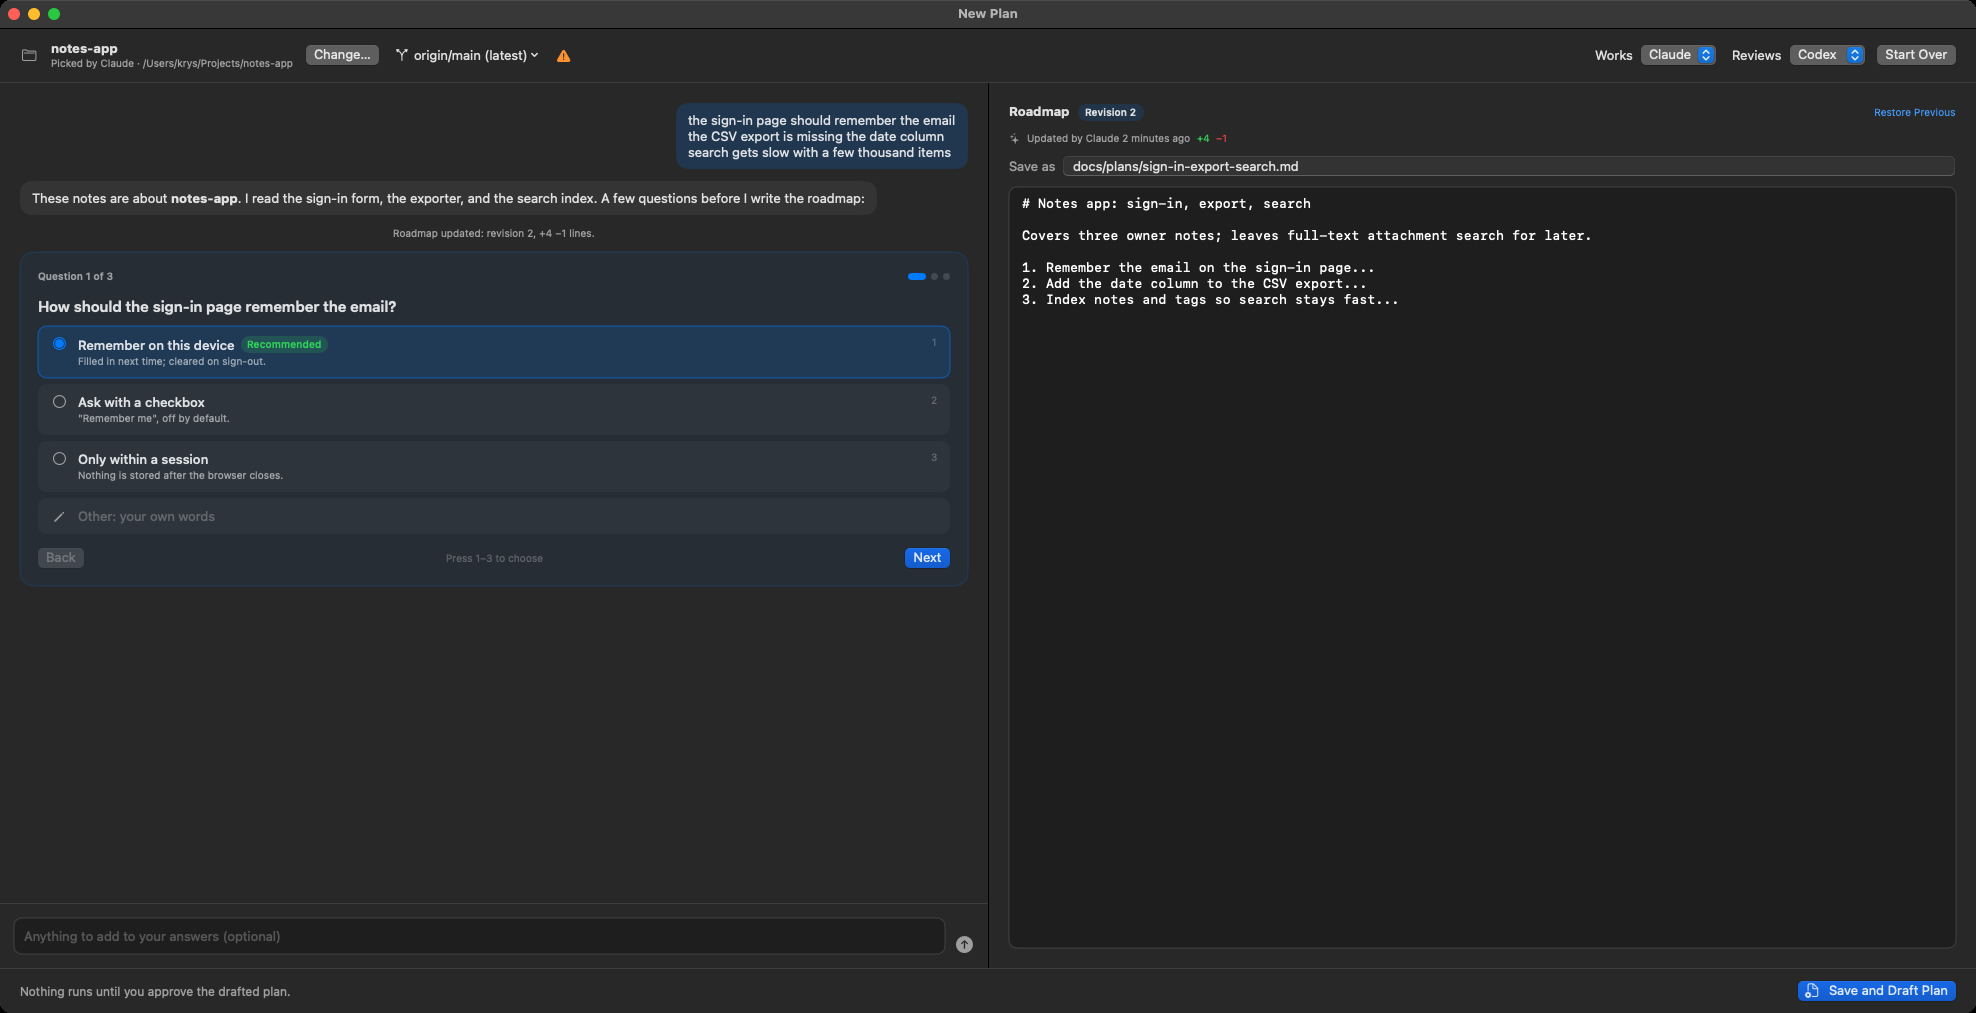 New Plan
notes-app
Picked by Claude · /Users/krys/Projects/notes-app
Change...
origin/main (latest)
Works
Claude
Reviews
Codex
Start Over
the sign-in page should remember the email
the CSV export is missing the date column
search gets slow with a few thousand items
These notes are about notes-app. I read the sign-in form, the exporter, and the search index. A few questions before I write the roadmap:
Roadmap updated: revision 2, +4 −1 lines.
Question 1 of 3
How should the sign-in page remember the email?
Remember on this device
Recommended
1
Filled in next time; cleared on sign-out.
Ask with a checkbox
2
"Remember me", off by default.
Only within a session
3
Nothing is stored after the browser closes.
Other: your own words
Back
Press 1–3 to choose
Next
Anything to add to your answers (optional)
Roadmap
Revision 2
Restore Previous
Updated by Claude 2 minutes ago +4 −1
Save as
docs/plans/sign-in-export-search.md
# Notes app: sign-in, export, search
Covers three owner notes; leaves full-text attachment search for later.
1. Remember the email on the sign-in page...
2. Add the date column to the CSV export...
3. Index notes and tags so search stays fast...
Nothing runs until you approve the drafted plan.
Save and Draft Plan